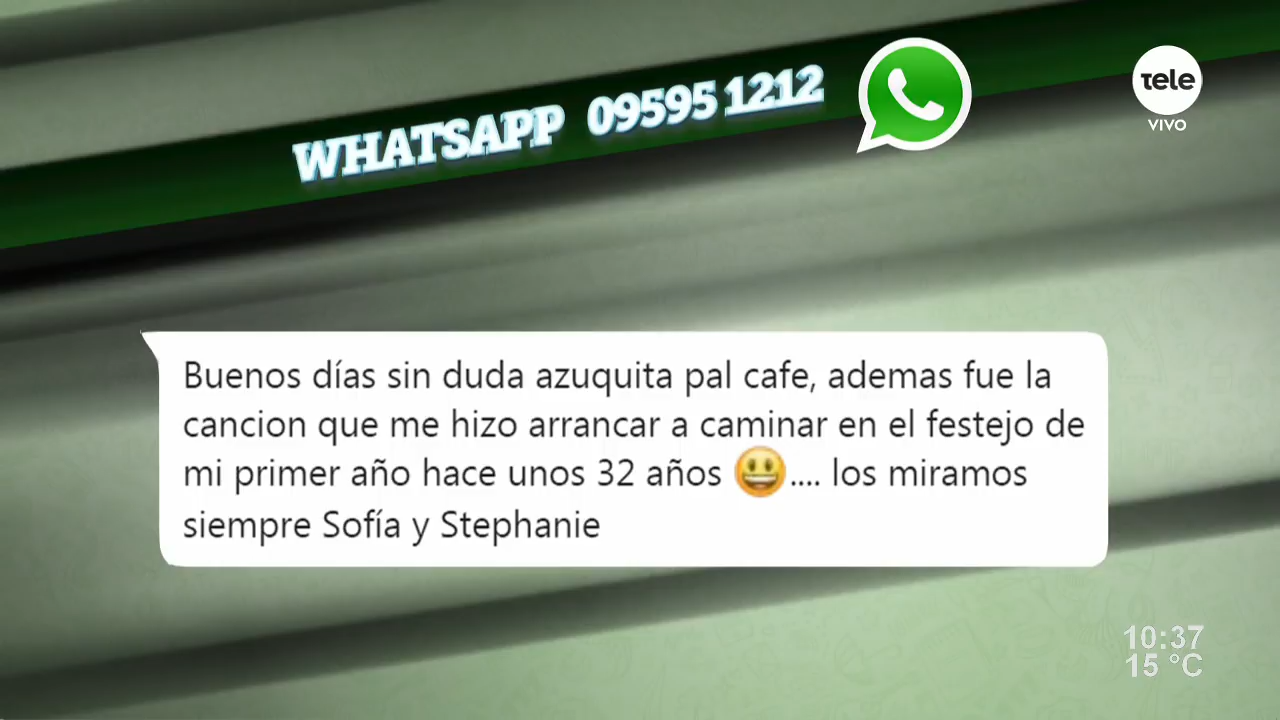 WHATSAPP 09595 1212
tele
VIVO
Buenos días sin duda azuquita pal cafe, ademas fue la
cancion que me hizo arrancar a caminar en el festejo de
mi primer año hace unos 32 años 😃.... los miramos
siempre Sofía y Stephanie
10:37
15 °C